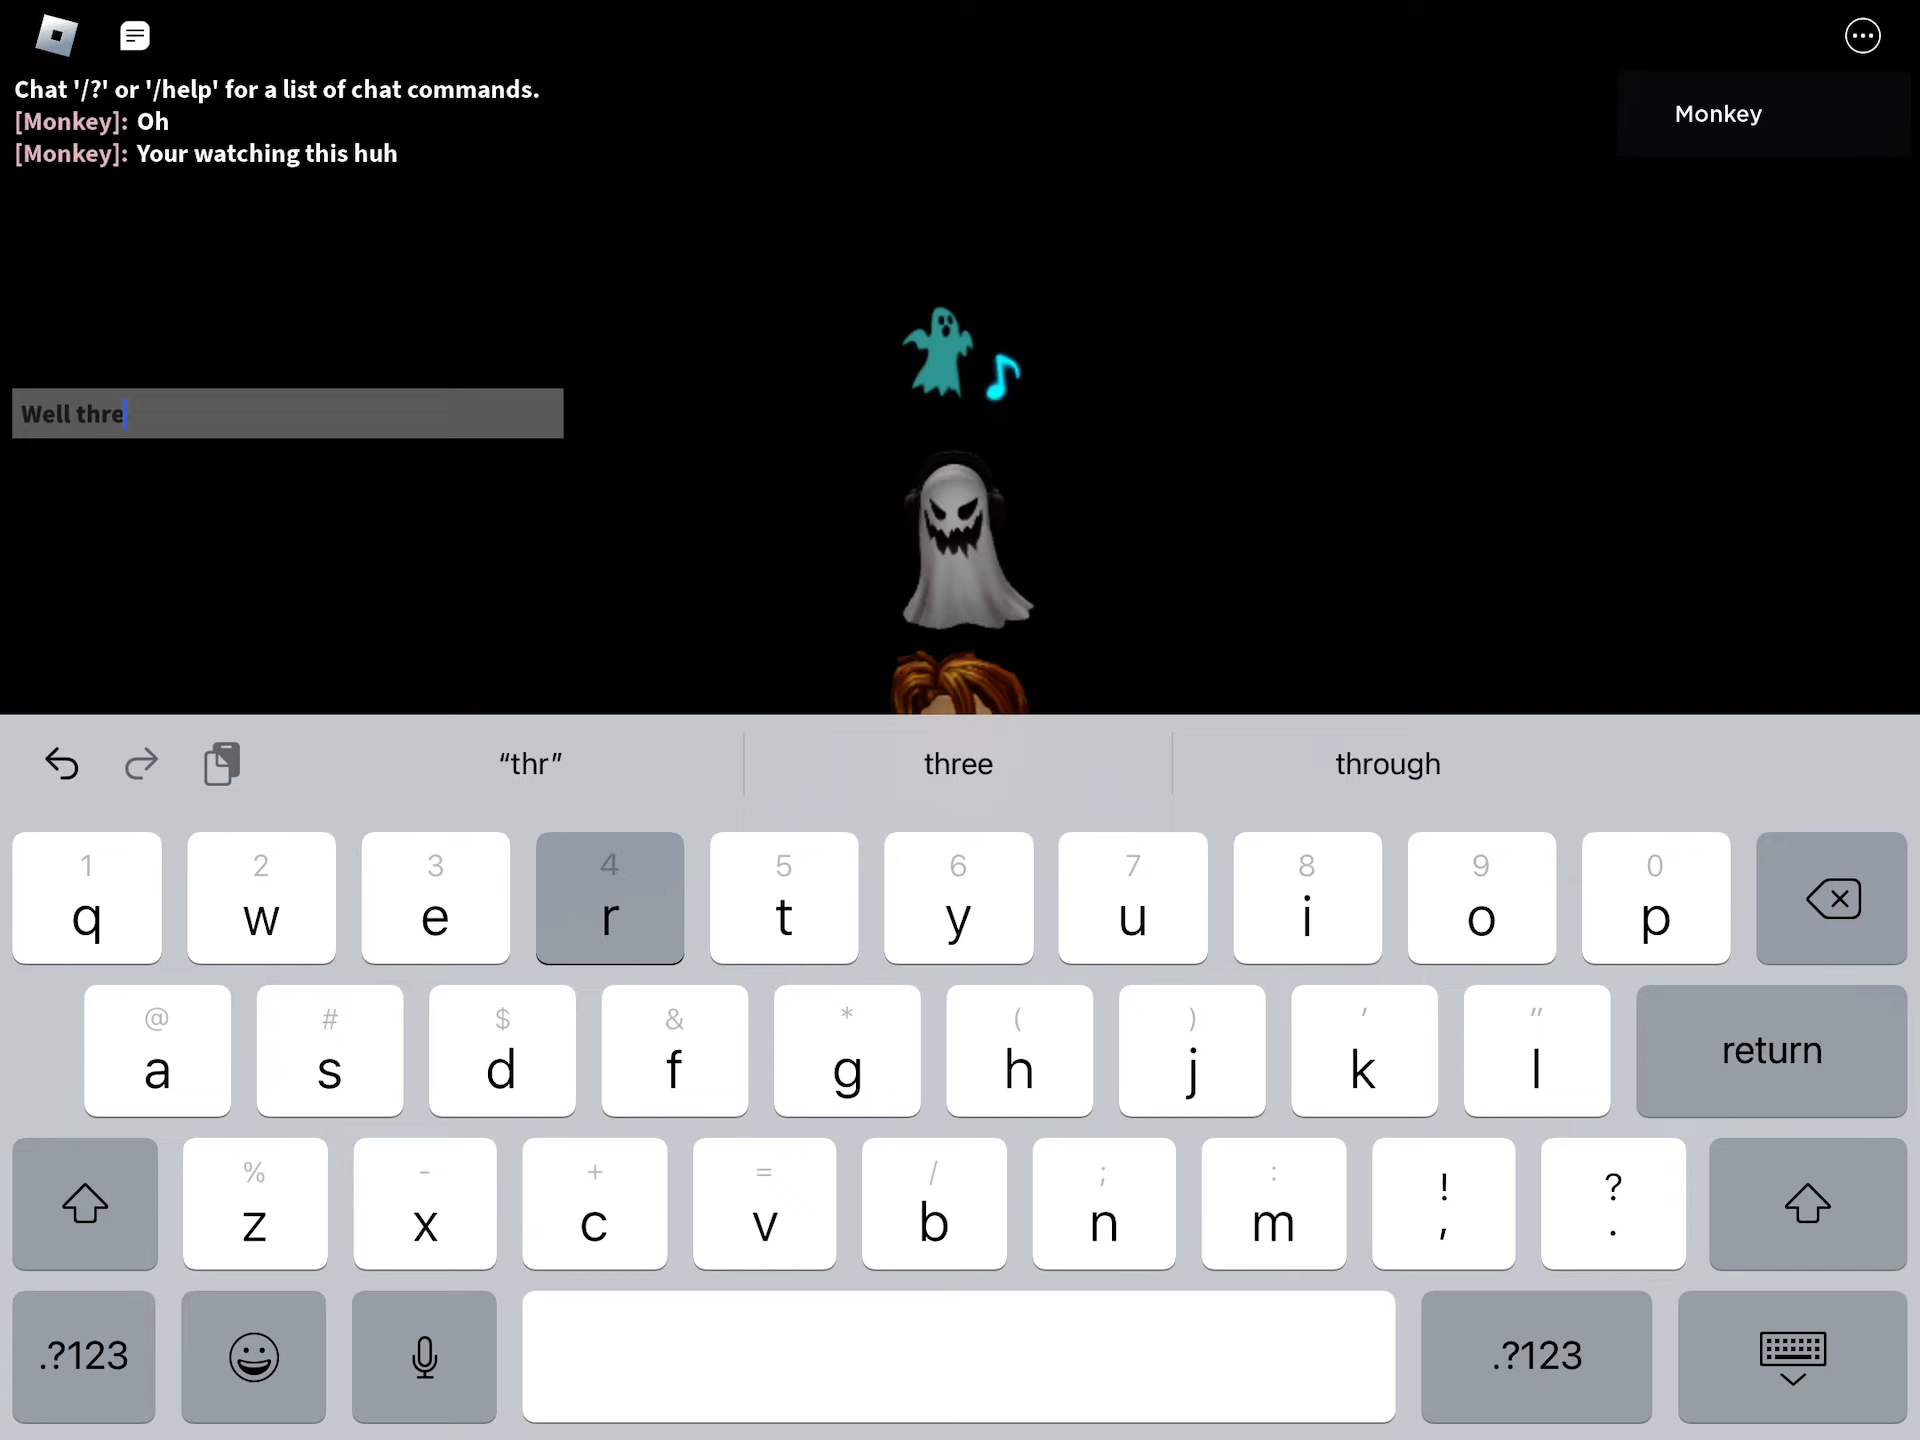 Chat '/?' or '/help' for a list of chat commands.
[Monkey]: Oh
[Monkey]: Your watching this huh
Monkey
Well thre
“thr” three through
1 2 3 4 5 6 7 8 9 0
q w e r t y u i o p
@ # $ & * ( ) ' "
a s d f g h j k l return
% - + = / ; : ! ?
z x c v b n m , .
.?123 .?123